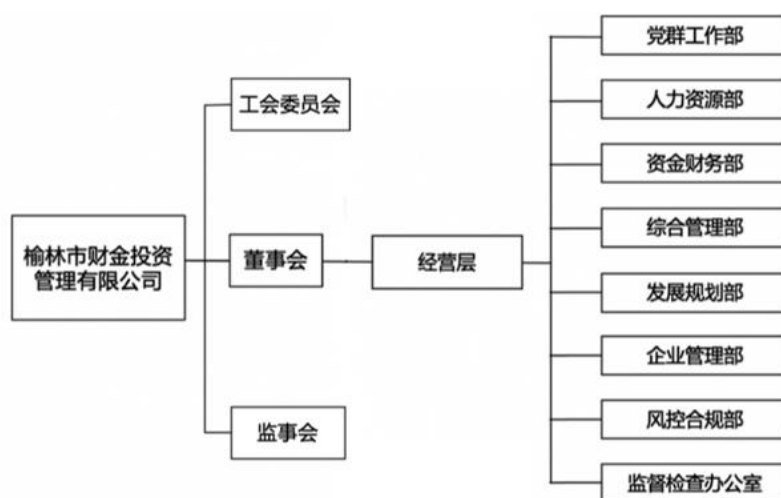 党群工作部
工会委员会
人力资源部
资金财务部
榆林市财金投资
管理有限公司
董事会
经营层
综合管理部
发展规划部
企业管理部
监事会
风控合规部
监督检查办公室